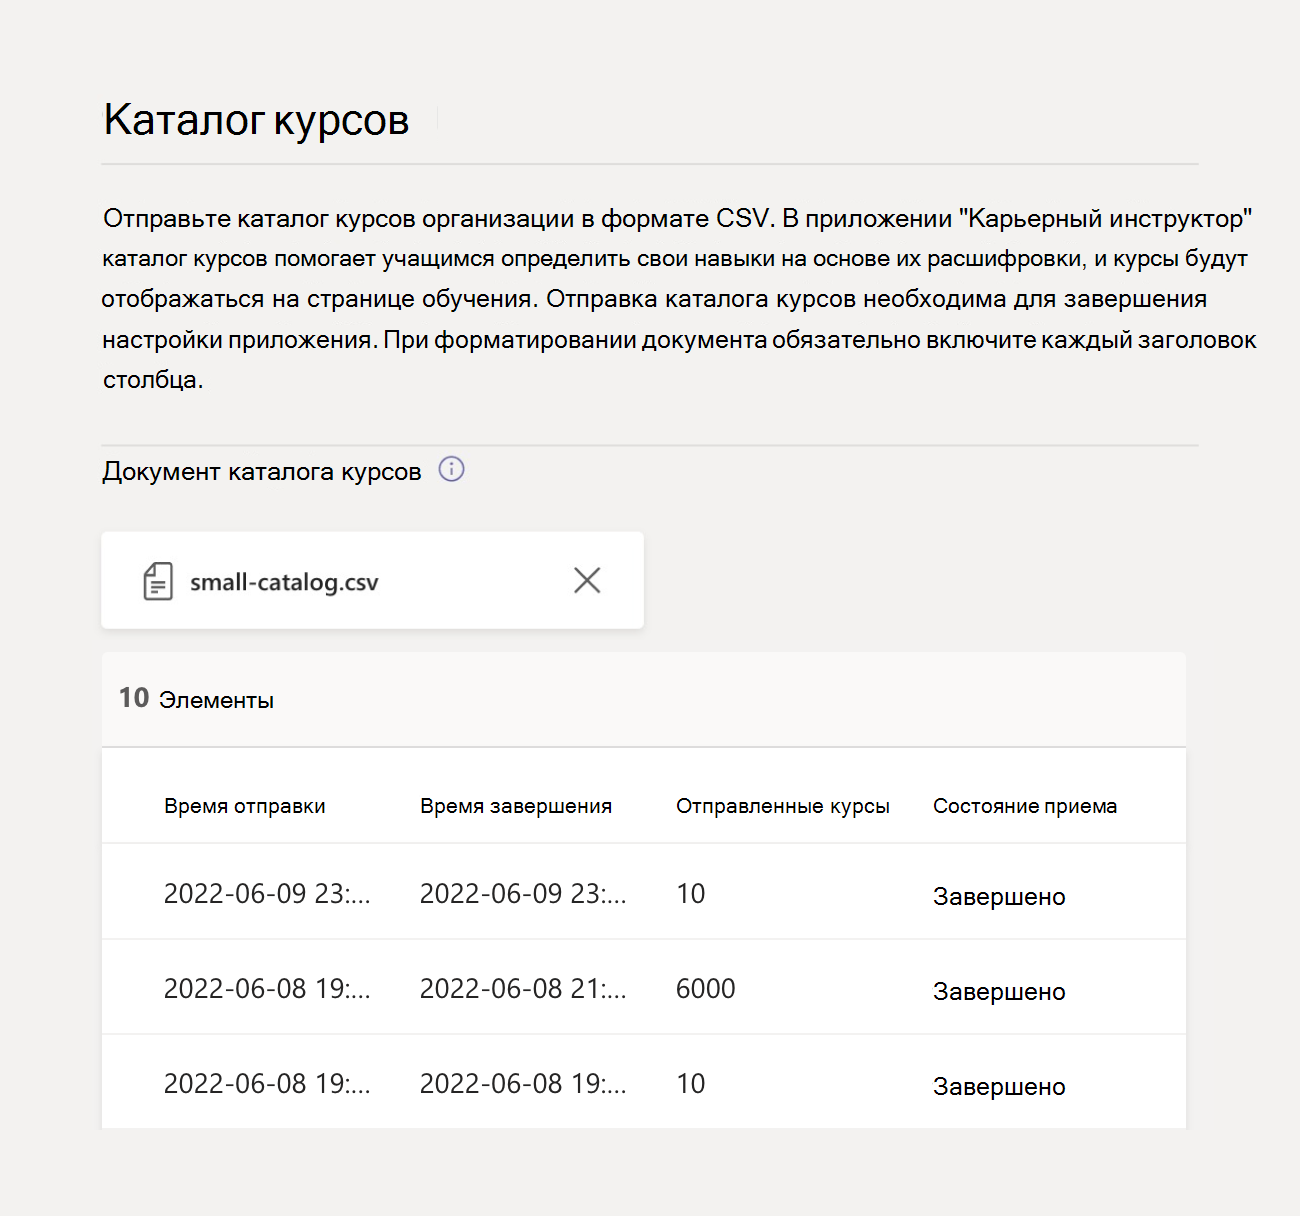 Каталог курсов
Отправьте каталог курсов организации в формате CSV. В приложении "Карьерный инструктор"
каталог курсов помогает учащимся определить свои навыки на основе их расшифровки, и курсы будут
отображаться на странице обучения. Отправка каталога курсов необходима для завершения
настройки приложения. При форматировании документа обязательно включите каждый заголовок
столбца.
Документ каталога курсов
small-catalog.csv
10 Элементы
Время отправки Время завершения Отправленные курсы Состояние приема
2022-06-09 23:... 2022-06-09 23:... 10 Завершено
2022-06-08 19:... 2022-06-08 21:... 6000 Завершено
2022-06-08 19:... 2022-06-08 19:... 10 Завершено